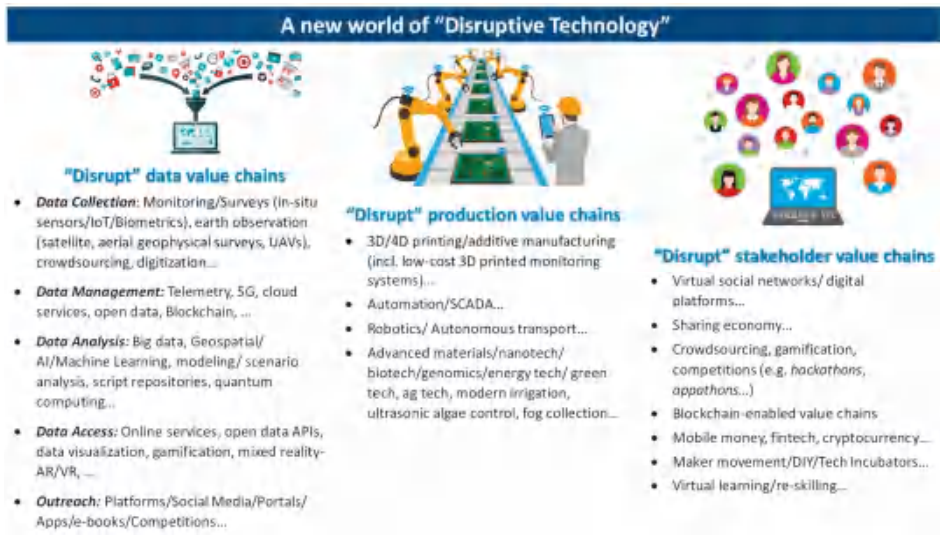 A new world of "Disruptive Technology"
"Disrupt" data value chains
• Data Collection: Monitoring/Surveys (in-situ
sensors/IoT/Biometrics), earth observation
(satellite, aerial geophysical surveys, UAVs),
crowdsourcing, digitization...
• Data Management: Telemetry, 5G, cloud
services, open data, Blockchain, ...
• Data Analysis: Big data, Geospatial/
AI/Machine Learning, modeling/ scenario
analysis, script repositories, quantum
computing...
• Data Access: Online services, open data APIs,
data visualization, gamification, mixed reality-
AR/VR, ...
• Outreach: Platforms/Social Media/Portals/
Apps/e-books/Competitions...
"Disrupt" production value chains
• 3D/4D printing/additive manufacturing
(incl. low-cost 3D printed monitoring
systems)...
• Automation/SCADA...
• Robotics/ Autonomous transport...
• Advanced materials/nanotech/
biotech/genomics/energy tech/ green
tech, ag tech, modern irrigation,
ultrasonic algae control, fog collection...
"Disrupt" stakeholder value chains
• Virtual social networks/ digital
platforms...
• Sharing economy...
• Crowdsourcing, gamification,
competitions (e.g. hackathons,
appathons...)
• Blockchain-enabled value chains
• Mobile money, fintech, cryptocurrency...
• Maker movement/DIY/Tech Incubators...
• Virtual learning/re-skilling...